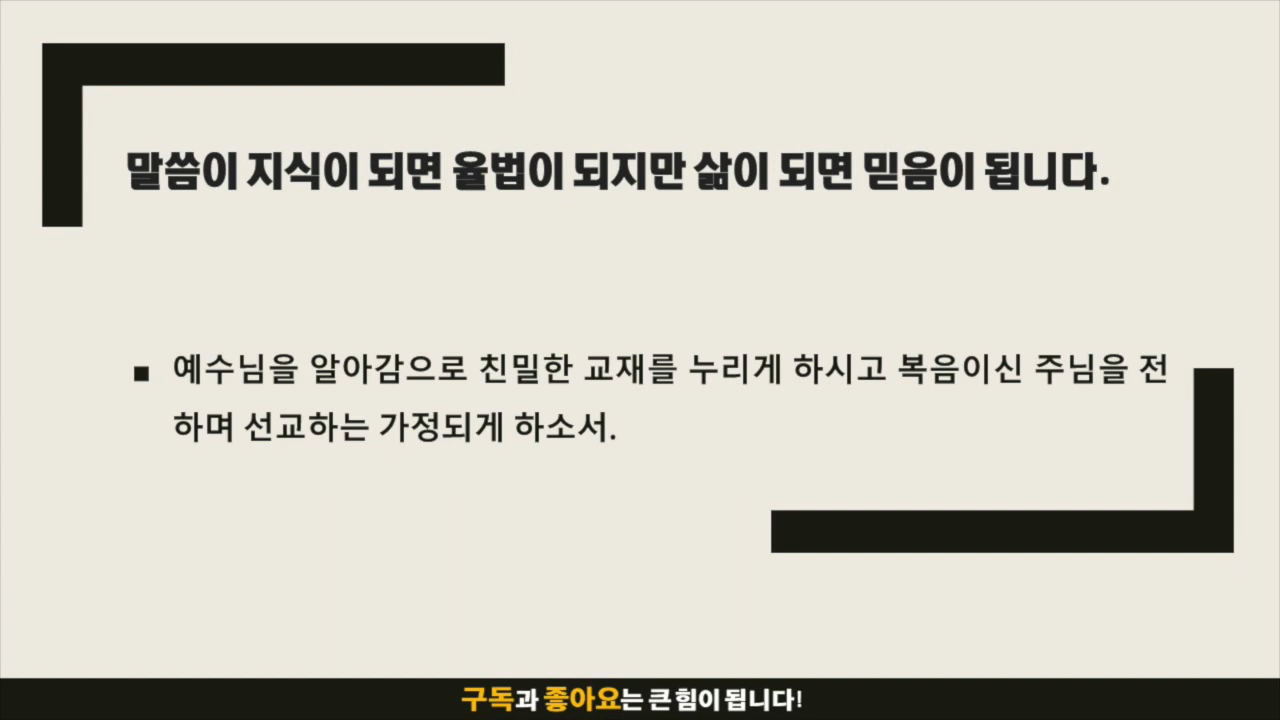 말씀이 지식이 되면 율법이 되지만 삶이 되면 믿음이 됩니다.
■ 예수님을 알아감으로 친밀한 교재를 누리게 하시고 복음이신 주님을 전
하며 선교하는 가정되게 하소서.
구독과 좋아요는 큰 힘이 됩니다!